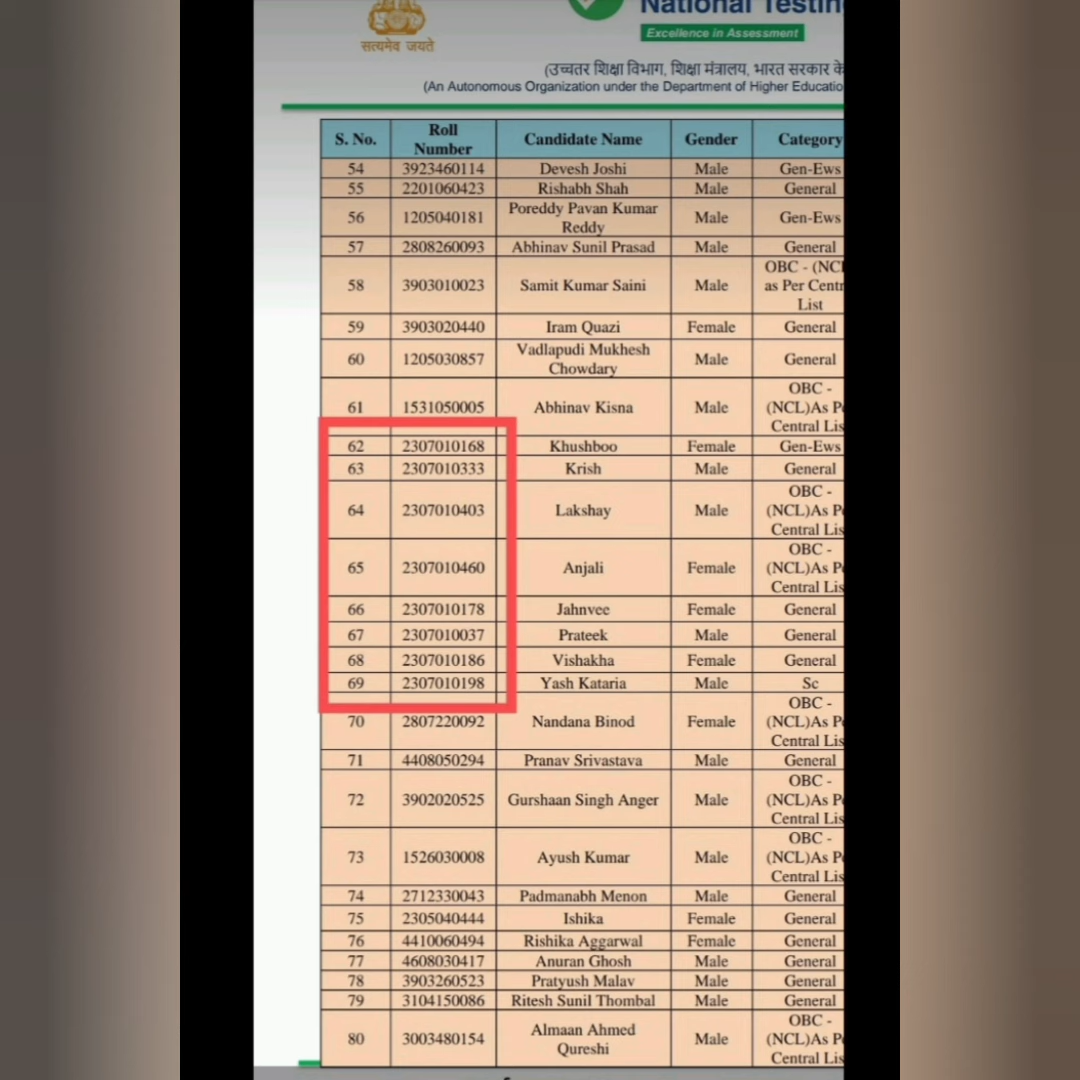 सत्यमेव जयते
National Testin
Excellence in Assessment
(उच्चतर शिक्षा विभाग, शिक्षा मंत्रालय, भारत सरकार के
(An Autonomous Organization under the Department of Higher Educatio
S. No. Roll Number Candidate Name Gender Category
54 3923460114 Devesh Joshi Male Gen-Ews
55 2201060423 Rishabh Shah Male General
56 1205040181 Poreddy Pavan Kumar Reddy Male Gen-Ews
57 2808260093 Abhinav Sunil Prasad Male General
58 3903010023 Samit Kumar Saini Male OBC - (NCL as Per Centr List
59 3903020440 Iram Quazi Female General
60 1205030857 Vadlapudi Mukhesh Chowdary Male General
61 1531050005 Abhinav Kisna Male OBC - (NCL)As Pe Central Lis
62 2307010168 Khushboo Female Gen-Ews
63 2307010333 Krish Male General
64 2307010403 Lakshay Male OBC - (NCL)As Pe Central Lis
65 2307010460 Anjali Female OBC - (NCL)As Pe Central Lis
66 2307010178 Jahnvee Female General
67 2307010037 Prateek Male General
68 2307010186 Vishakha Female General
69 2307010198 Yash Kataria Male Sc
70 2807220092 Nandana Binod Female OBC - (NCL)As Pe Central Lis
71 4408050294 Pranav Srivastava Male General
72 3902020525 Gurshaan Singh Anger Male OBC - (NCL)As Pe Central Lis
73 1526030008 Ayush Kumar Male OBC - (NCL)As Pe Central Lis
74 2712330043 Padmanabh Menon Male General
75 2305040444 Ishika Female General
76 4410060494 Rishika Aggarwal Female General
77 4608030417 Anuran Ghosh Male General
78 3903260523 Pratyush Malav Male General
79 3104150086 Ritesh Sunil Thombal Male General
80 3003480154 Almaan Ahmed Qureshi Male OBC - (NCL)As Pe Central Lis